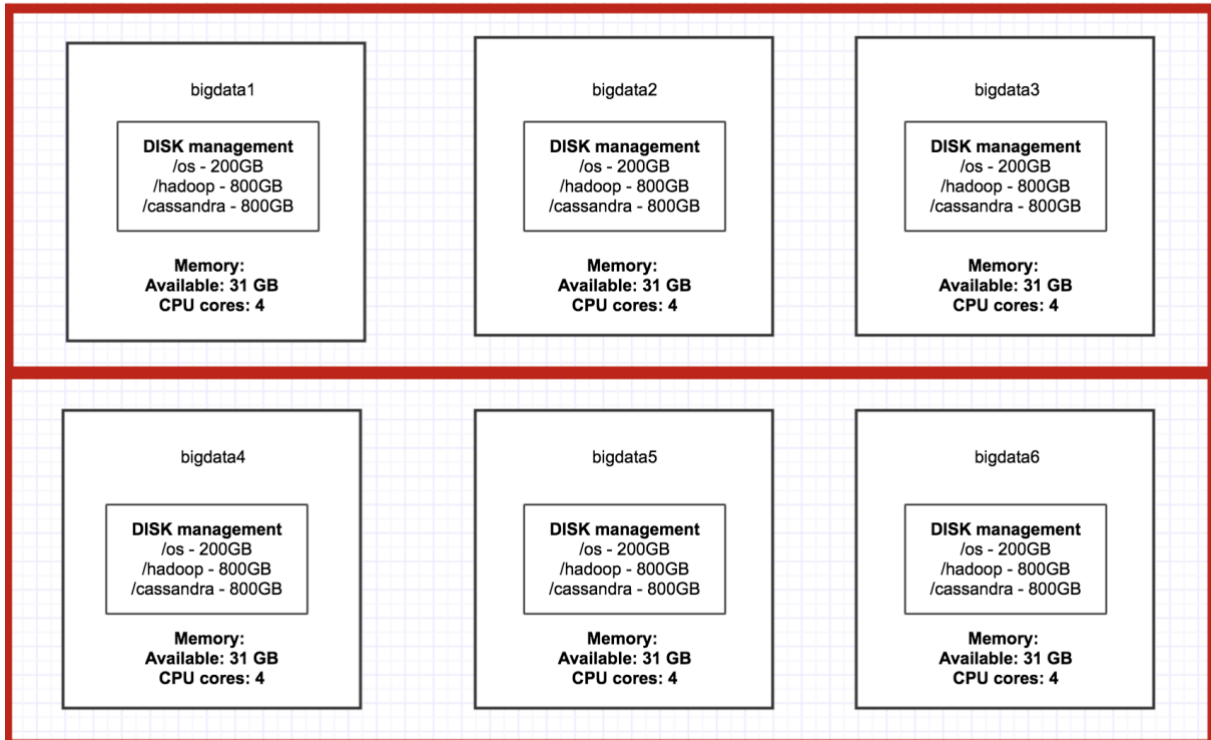 bigdata1
DISK management
/os - 200GB
/hadoop - 800GB
/cassandra - 800GB
Memory:
Available: 31 GB
CPU cores: 4
bigdata2
DISK management
/os - 200GB
/hadoop - 800GB
/cassandra - 800GB
Memory:
Available: 31 GB
CPU cores: 4
bigdata3
DISK management
/os - 200GB
/hadoop - 800GB
/cassandra - 800GB
Memory:
Available: 31 GB
CPU cores: 4
bigdata4
DISK management
/os - 200GB
/hadoop - 800GB
/cassandra - 800GB
Memory:
Available: 31 GB
CPU cores: 4
bigdata5
DISK management
/os - 200GB
/hadoop - 800GB
/cassandra - 800GB
Memory:
Available: 31 GB
CPU cores: 4
bigdata6
DISK management
/os - 200GB
/hadoop - 800GB
/cassandra - 800GB
Memory:
Available: 31 GB
CPU cores: 4